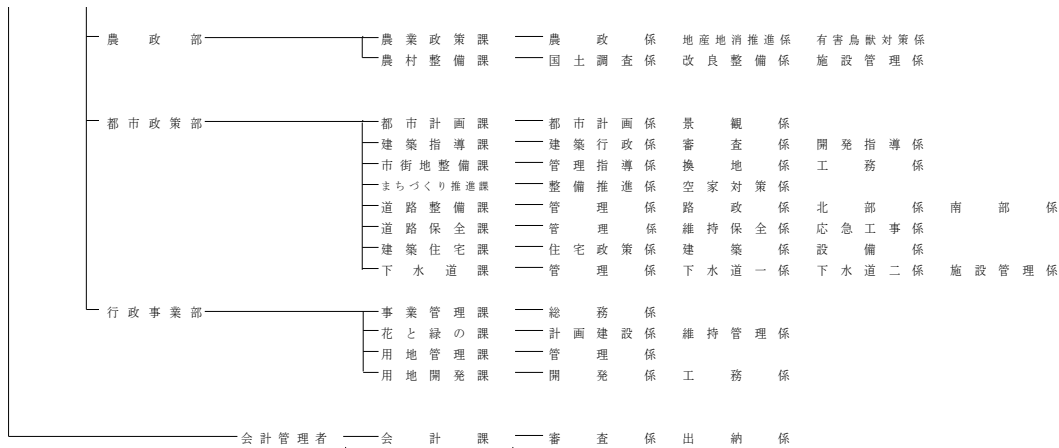 農政部 農業政策課 農政係 地産地消推進係 有害鳥獣対策係
農村整備課 国土調査係 改良整備係 施設管理係
都市政策部 都市計画課 都市計画係 景観係
建築指導課 建築行政係 審査係 開発指導係
市街地整備課 管理指導係 換地係 工務係
まちづくり推進課 整備推進係 空家対策係
道路整備課 管理係 路政係 北部係 南部係
道路保全課 管理係 維持保全係 応急工事係
建築住宅課 住宅政策係 建築係 設備係
下水道課 管理係 下水道一係 下水道二係 施設管理係
行政事業部 事業管理課 総務係
花と緑の課 計画建設係 維持管理係
用地管理課 管理係
用地開発課 開発係 工務係
会計管理者 会計課 審査係 出納係